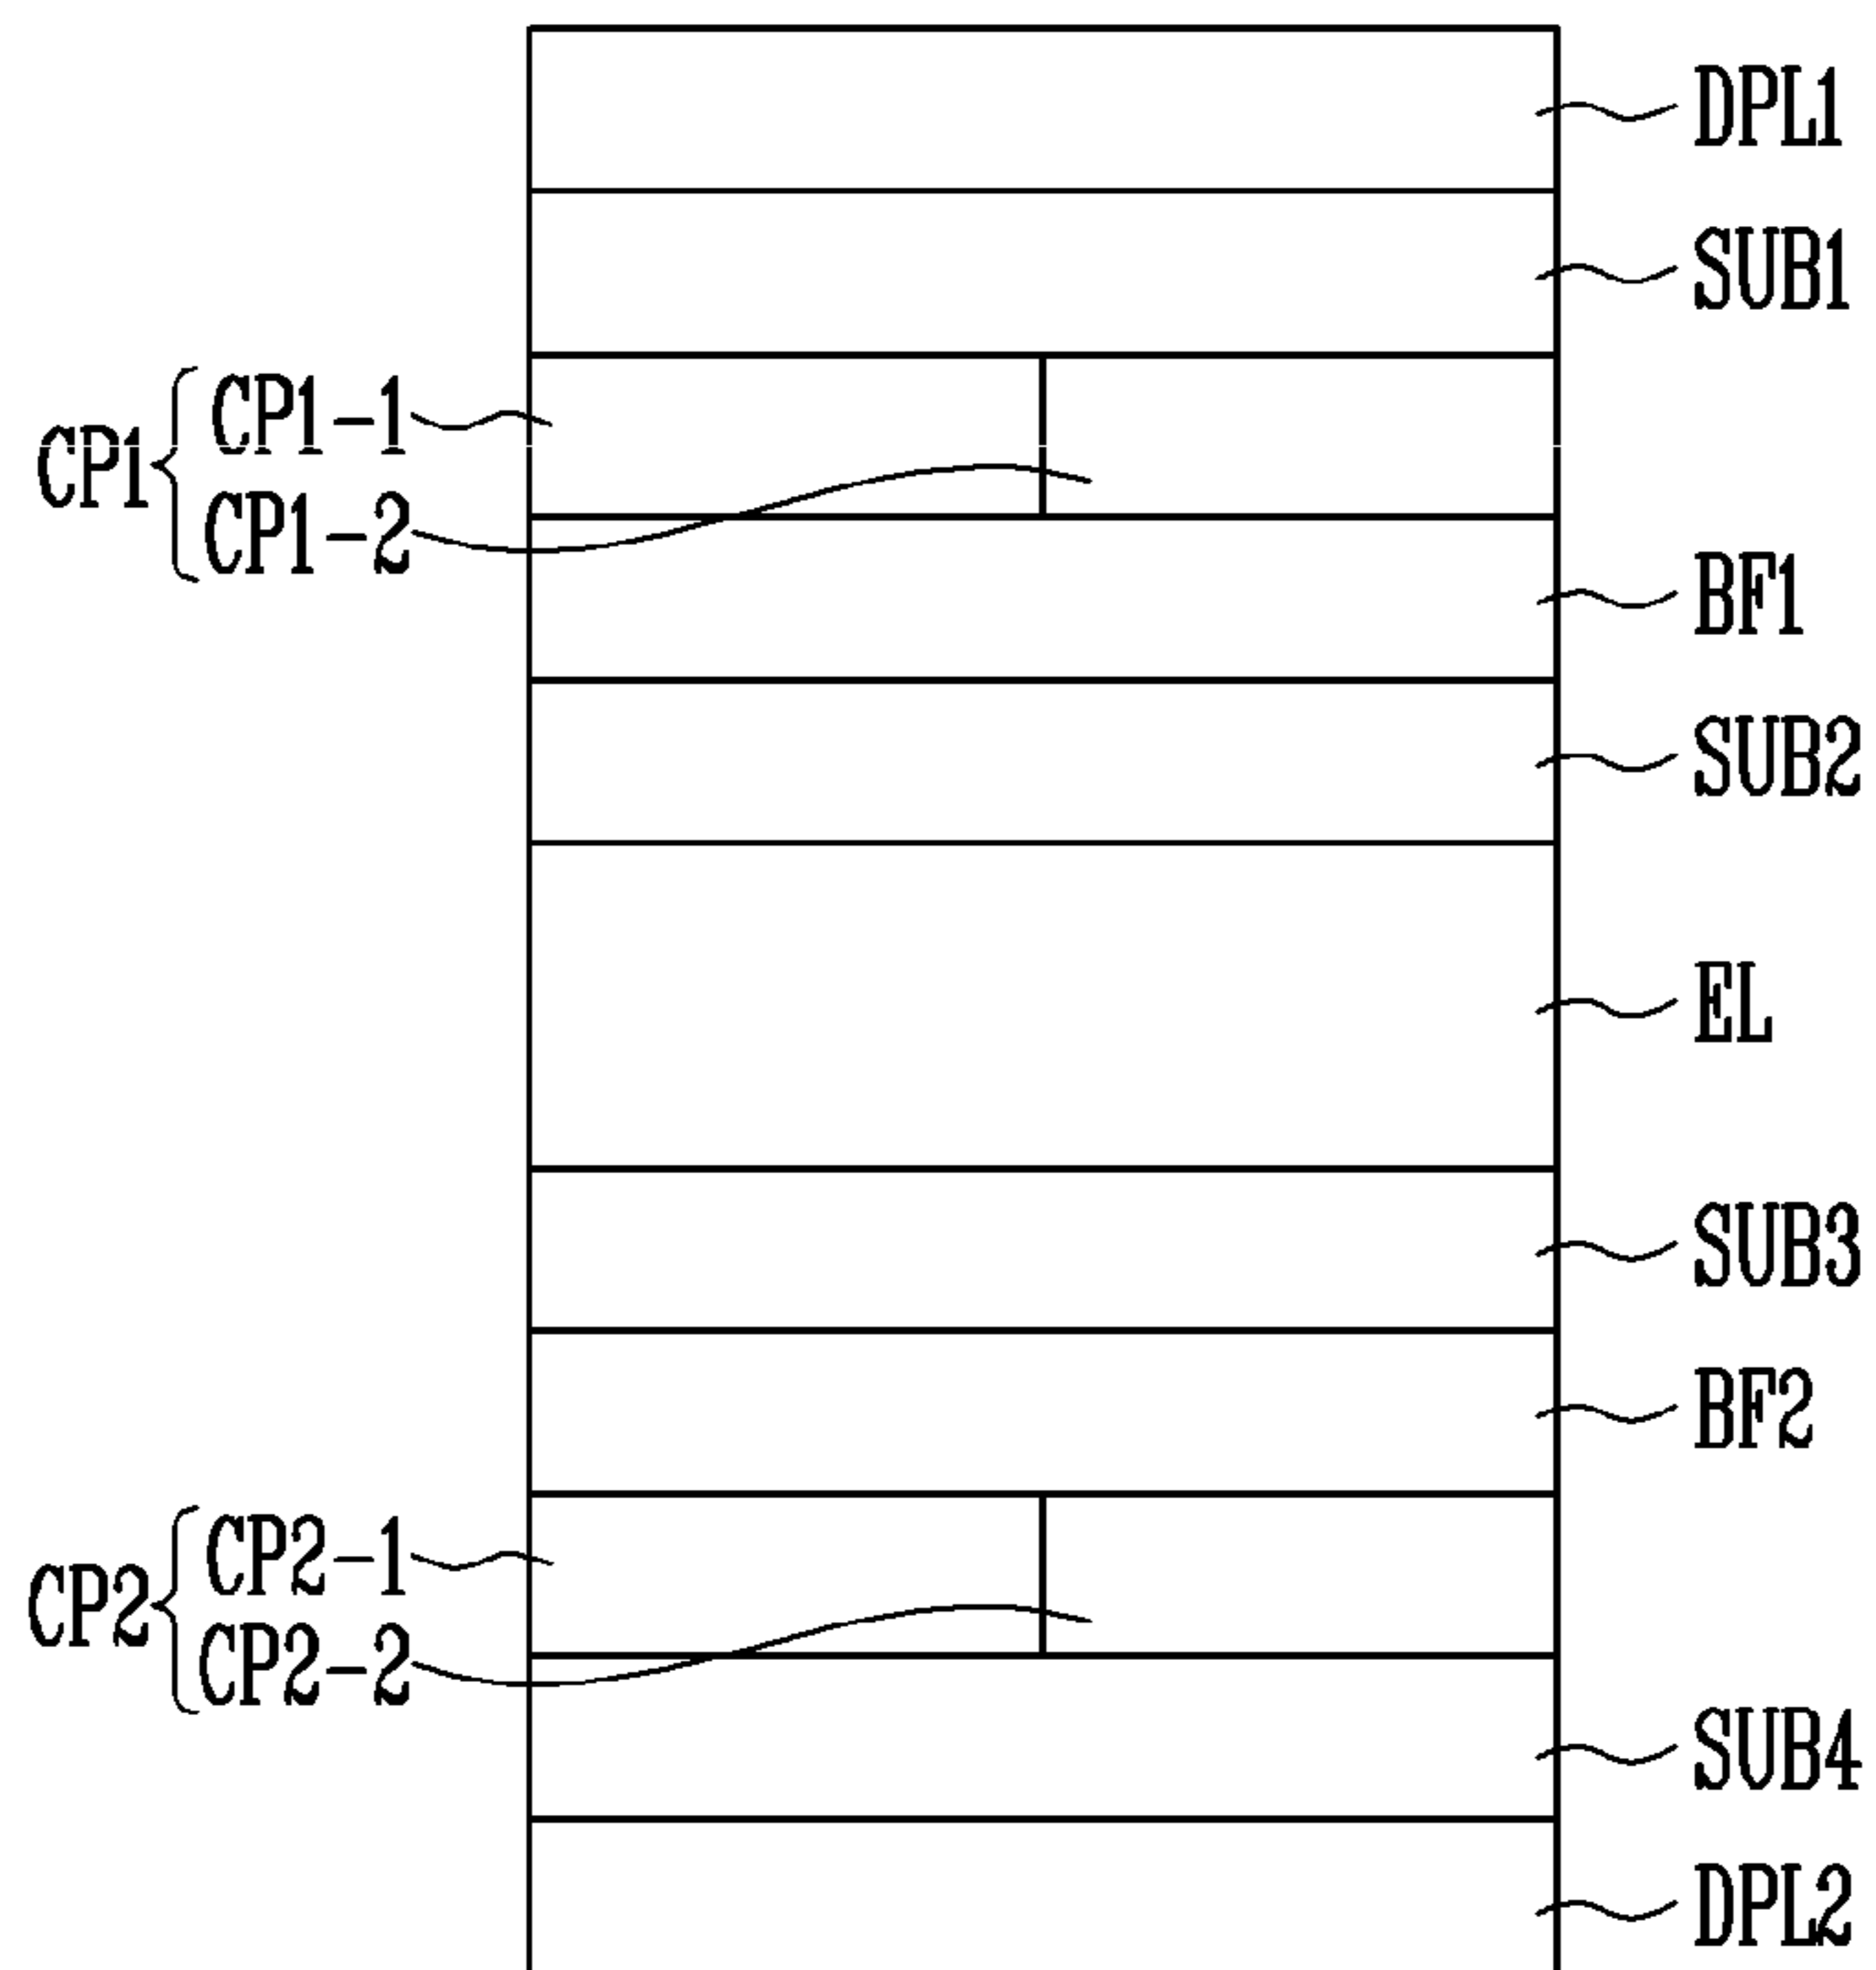 DPL1
SUB1
CP1-1
CP1
CP1-2
BF1
SUB2
EL
SUB3
BF2
CP2-1
CP2
CP2-2
SUB4
DPL2